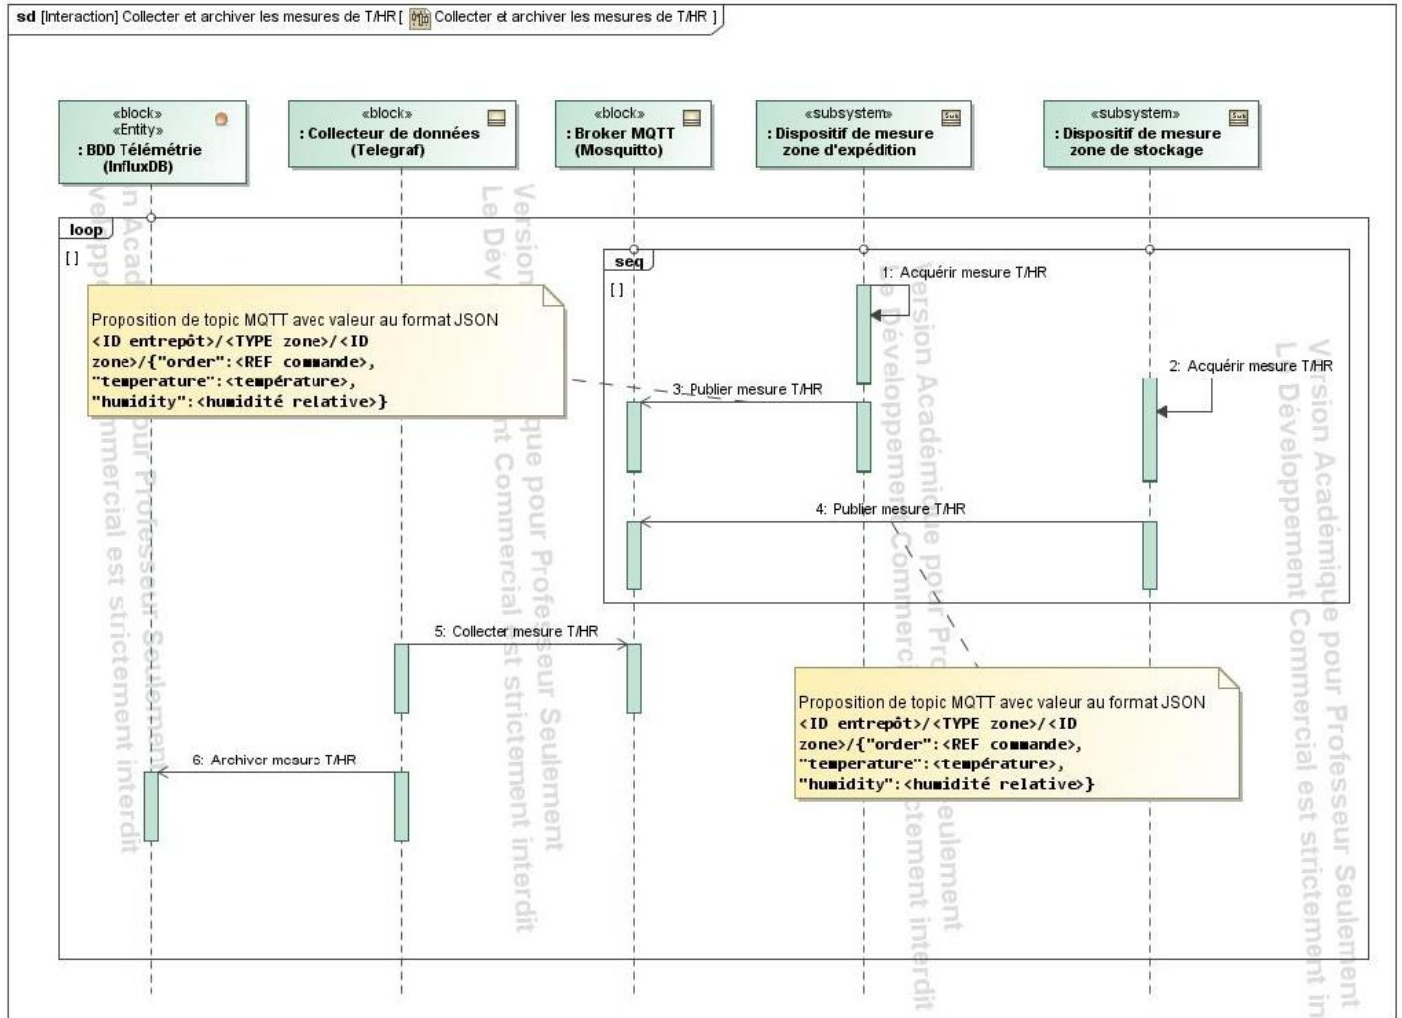 sd [Interaction] Collecter et archiver les mesures de T/HR [ Collecter et archiver les mesures de T/HR ]
«block»
«Entity»
: BDD Télémétrie
(InfluxDB)
«block»
: Collecteur de données
(Telegraf)
«block»
: Broker MQTT
(Mosquitto)
«subsystem»
: Dispositif de mesure
zone d'expédition
«subsystem»
: Dispositif de mesure
zone de stockage
loop
[ ]
seq
[ ]
1: Acquérir mesure T/HR
2: Acquérir mesure T/HR
Proposition de topic MQTT avec valeur au format JSON
<ID entrepôt>/<TYPE zone>/<ID
zone>/{"order":<REF commande>,
"temperature":<température>,
"humidity":<humidité relative>}
3: Publier mesure T/HR
4: Publier mesure T/HR
5: Collecter mesure T/HR
6: Archiver mesure T/HR
Proposition de topic MQTT avec valeur au format JSON
<ID entrepôt>/<TYPE zone>/<ID
zone>/{"order":<REF commande>,
"temperature":<température>,
"humidity":<humidité relative>}
Version Académique pour Professeur Seulement
Le Développement Commercial est strictement interdit